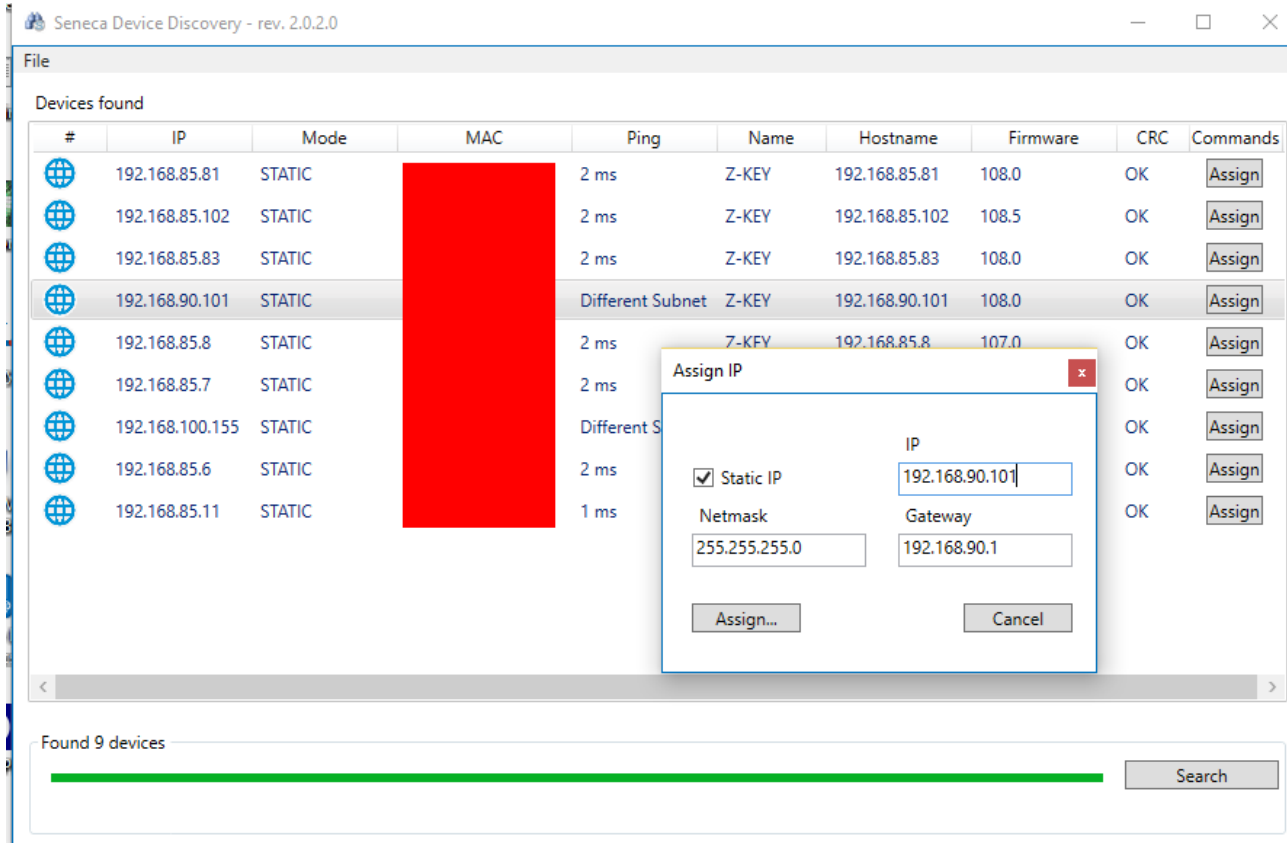 Seneca Device Discovery - rev. 2.0.2.0
File
Devices found
# IP Mode MAC Ping Name Hostname Firmware CRC Commands
192.168.85.81 STATIC 2 ms Z-KEY 192.168.85.81 108.0 OK Assign
192.168.85.102 STATIC 2 ms Z-KEY 192.168.85.102 108.5 OK Assign
192.168.85.83 STATIC 2 ms Z-KEY 192.168.85.83 108.0 OK Assign
192.168.90.101 STATIC Different Subnet Z-KEY 192.168.90.101 108.0 OK Assign
192.168.85.8 STATIC 2 ms Z-KEY 192.168.85.8 107.0 OK Assign
192.168.85.7 STATIC 2 ms OK Assign
192.168.100.155 STATIC Different S OK Assign
192.168.85.6 STATIC 2 ms OK Assign
192.168.85.11 STATIC 1 ms OK Assign
Assign IP
x
IP
Static IP 192.168.90.101
Netmask Gateway
255.255.255.0 192.168.90.1
Assign... Cancel
Found 9 devices
Search